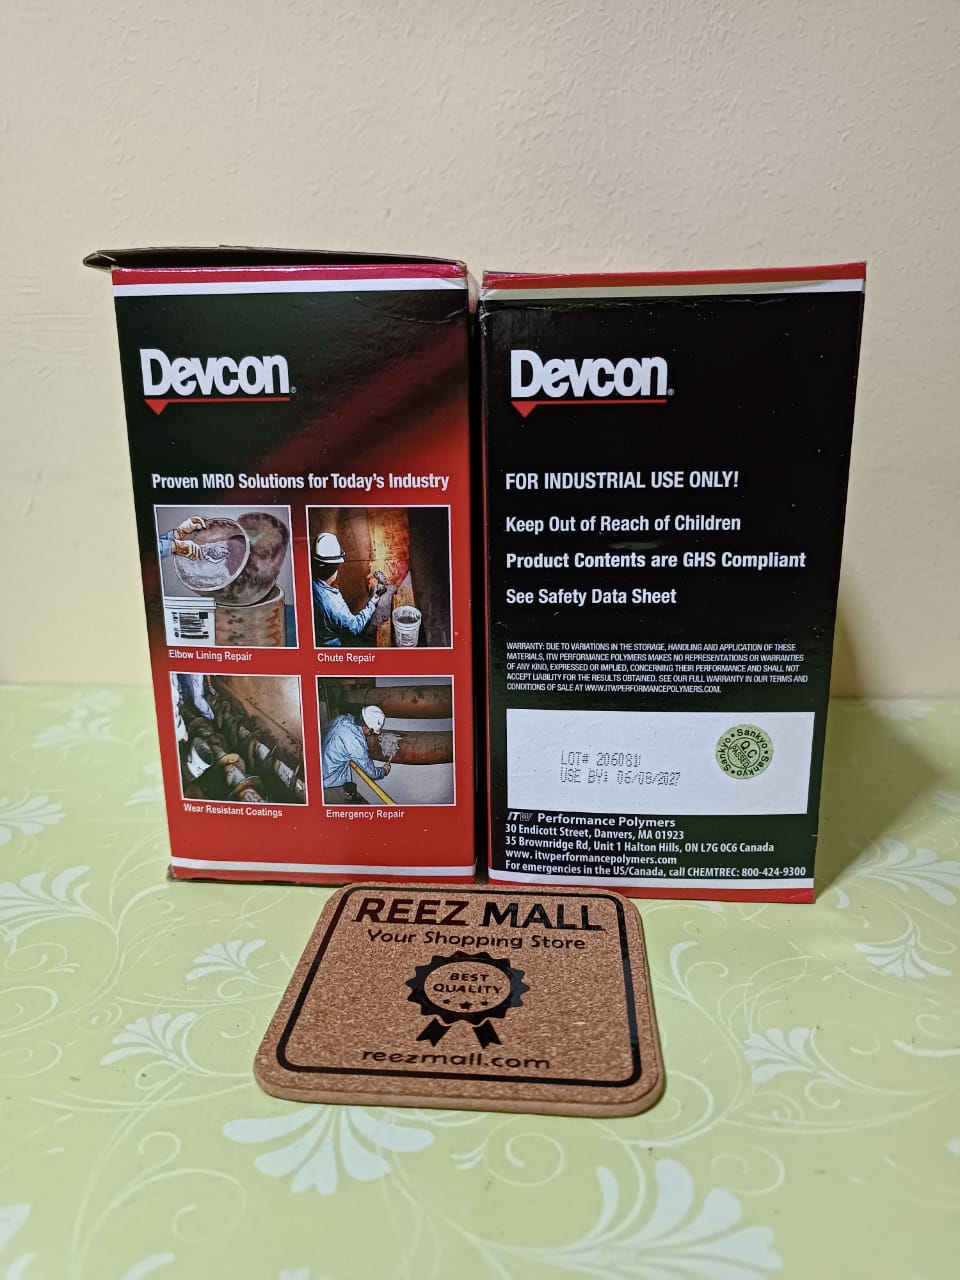 Devcon®
Proven MRO Solutions for Today's Industry
Elbow Lining Repair
Chute Repair
Wear Resistant Coatings
Emergency Repair
Devcon®
FOR INDUSTRIAL USE ONLY!
Keep Out of Reach of Children
Product Contents are GHS Compliant
See Safety Data Sheet
WARRANTY: DUE TO VARIATIONS IN THE STORAGE, HANDLING AND APPLICATION OF THESE
MATERIALS, ITW PERFORMANCE POLYMERS MAKES NO REPRESENTATIONS OR WARRANTIES
OF ANY KIND, EXPRESSED OR IMPLIED, CONCERNING THEIR PERFORMANCE AND SHALL NOT
ACCEPT LIABILITY FOR THE RESULTS OBTAINED. SEE OUR FULL WARRANTY IN OUR TERMS AND
CONDITIONS OF SALE AT WWW.ITWPERFORMANCEPOLYMERS.COM.
LOT# 206081
USE BY: 06/08/2027
Sankyo • Sankyo • Sankyo •
QC
PASSED
ITW Performance Polymers
30 Endicott Street, Danvers, MA 01923
35 Brownridge Rd, Unit 1 Halton Hills, ON L7G 0C6 Canada
www.itwperformancepolymers.com
For emergencies in the US/Canada, call CHEMTREC: 800-424-9300
REEZ MALL
Your Shopping Store
BEST
QUALITY
reezmall.com